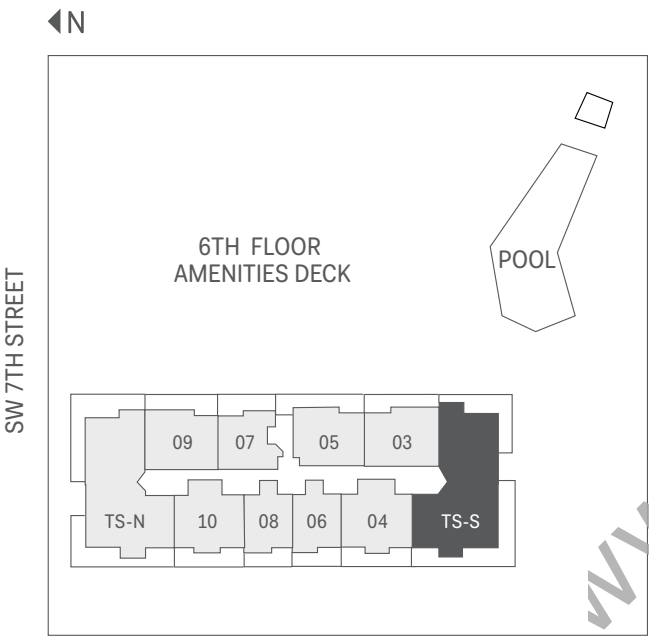 N
6TH FLOOR
AMENITIES DECK
POOL
SW 7TH STREET
09 07 05 03
TS-N 10 08 06 04 TS-S